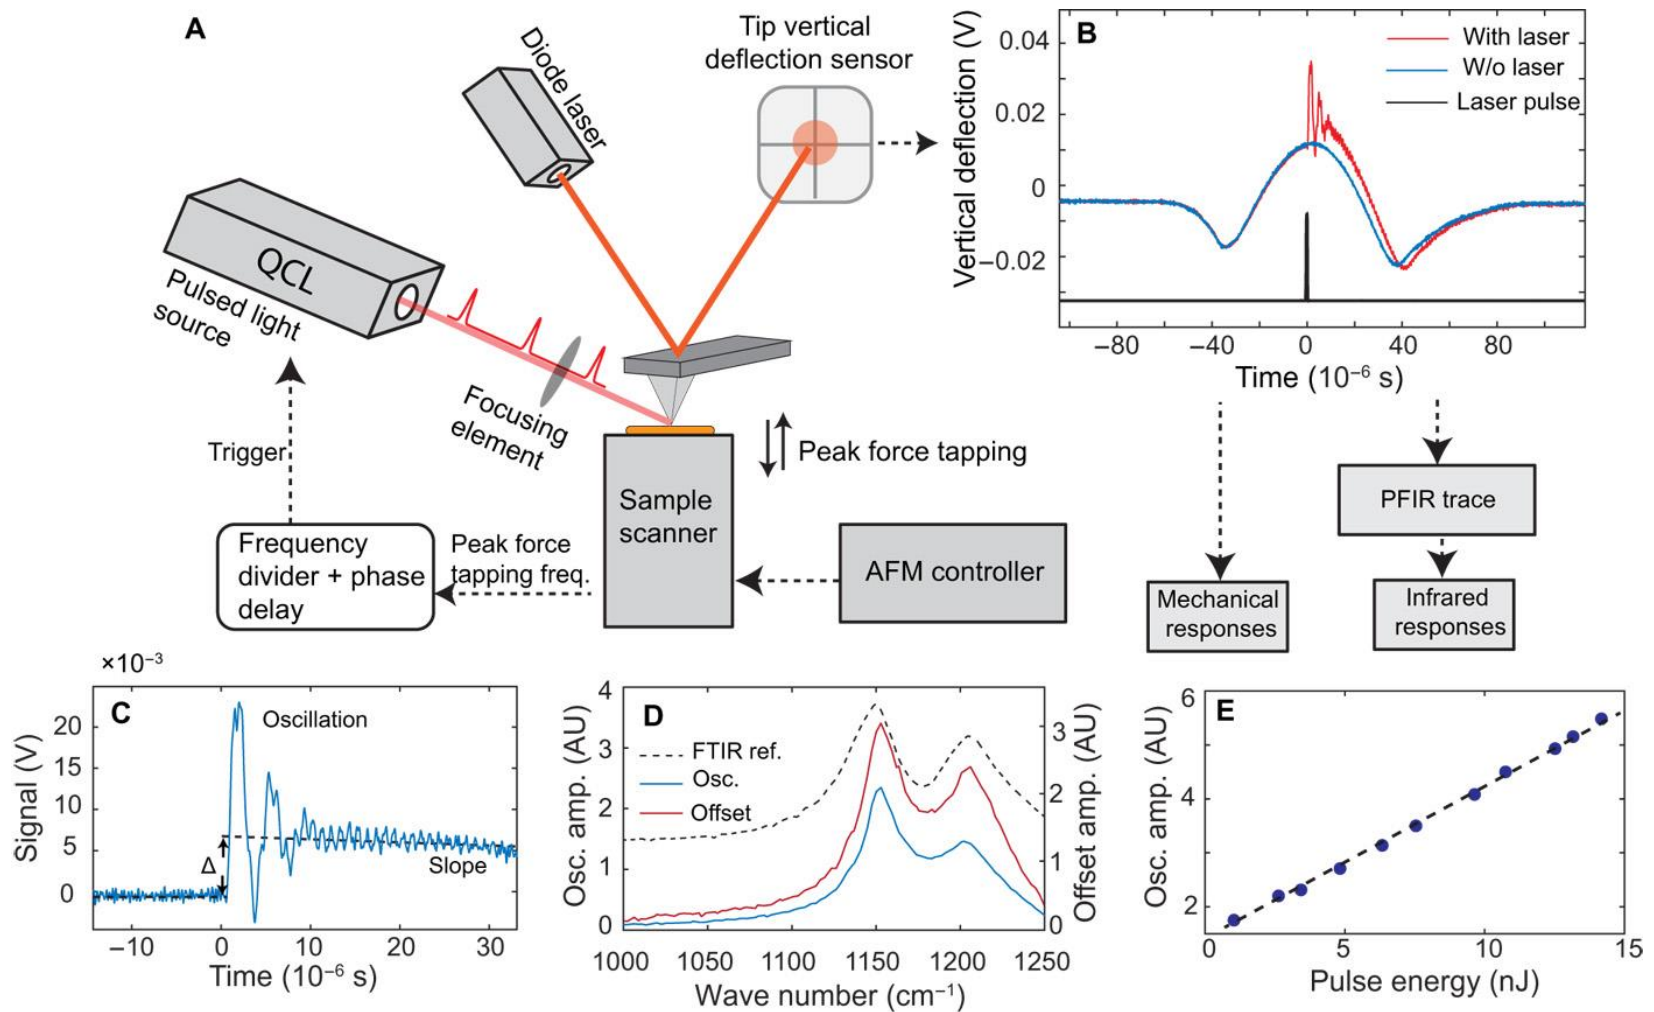 A
Diode laser
Tip vertical
deflection sensor
QCL
Pulsed light
source
Focusing
element
Trigger
Frequency
divider + phase
delay
Peak force
tapping freq.
Sample
scanner
Peak force tapping
AFM controller
B
With laser
W/o laser
Laser pulse
Vertical deflection (V)
0.04
0.02
0
−0.02
−80
−40
0
40
80
Time (10⁻⁶ s)
PFIR trace
Mechanical
responses
Infrared
responses
×10⁻³
C
Oscillation
Slope
Δ
Signal (V)
20
15
10
5
0
−10
0
10
20
30
Time (10⁻⁶ s)
D
FTIR ref.
Osc.
Offset
Osc. amp. (AU)
4
3
2
1
0
Offset amp. (AU)
3
2
1
0
1000
1050
1100
1150
1200
1250
Wave number (cm⁻¹)
E
Osc. amp. (AU)
6
4
2
0
5
10
15
Pulse energy (nJ)